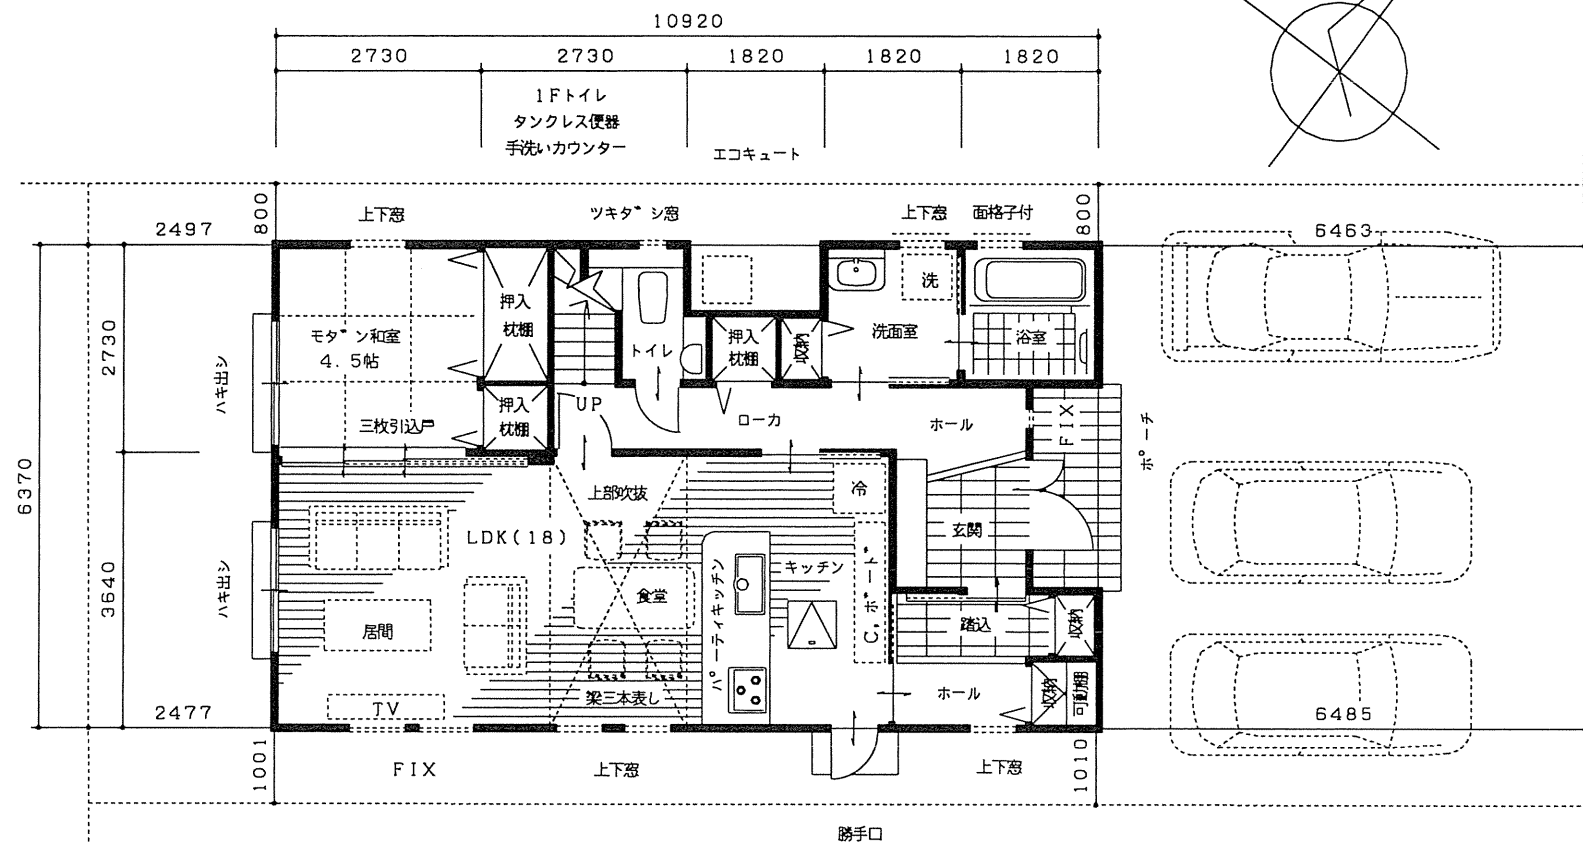 10920
2730
2730
1820
1820
1820
1Fトイレ
タンクレス便器
手洗いカウンター
エコキュート
800
800
2497
上下窓
ツキダシ窓
上下窓
面格子付
6463
押入
枕棚
洗
モダン和室
4.5帖
トイレ
押入
枕棚
収納
洗面室
浴室
2730
ハキ出シ
三枚引込戸
押入
枕棚
UP
ローカ
ホール
FIX
ポーチ
6370
上部吹抜
冷
LDK(18)
玄関
3640
ハキ出シ
居間
食堂
パーティキッチン
キッチン
C,ボード
踏込
収納
TV
梁三本表し
ホール
収納
可動棚
2477
6485
1001
FIX
上下窓
上下窓
1010
勝手口